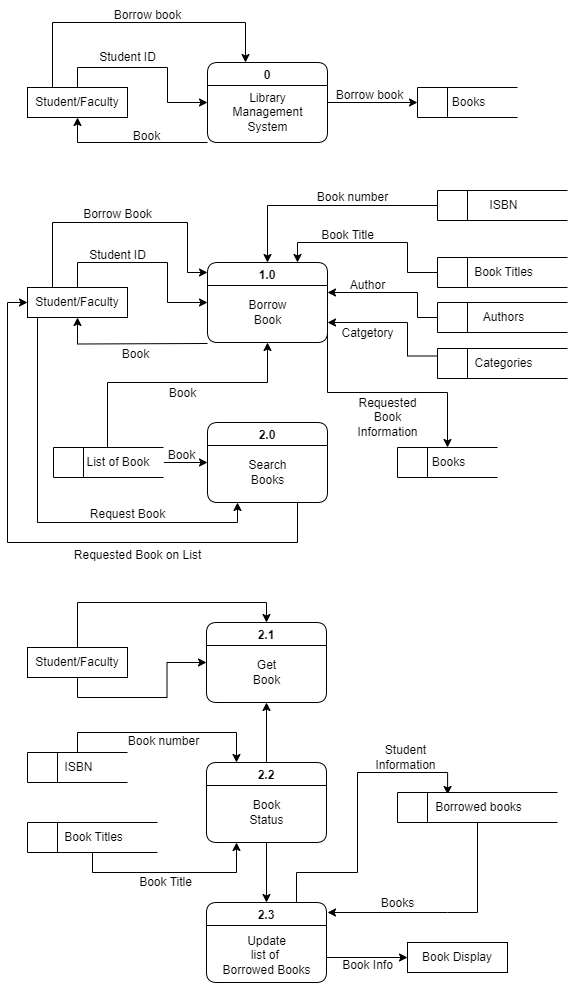 Borrow book
Student ID
0
Student/Faculty
Library
Management
System
Borrow book
Books
Book
Book number
ISBN
Borrow Book
Book Title
Student ID
1.0
Book Titles
Author
Student/Faculty
Borrow
Book
Authors
Catgetory
Book
Categories
Book
Requested
Book
Information
2.0
List of Book
Book
Search
Books
Books
Request Book
Requested Book on List
2.1
Student/Faculty
Get
Book
Book number
Student
Information
ISBN
2.2
Book
Status
Borrowed books
Book Titles
Book Title
Books
2.3
Update
list of
Borrowed Books
Book Info
Book Display